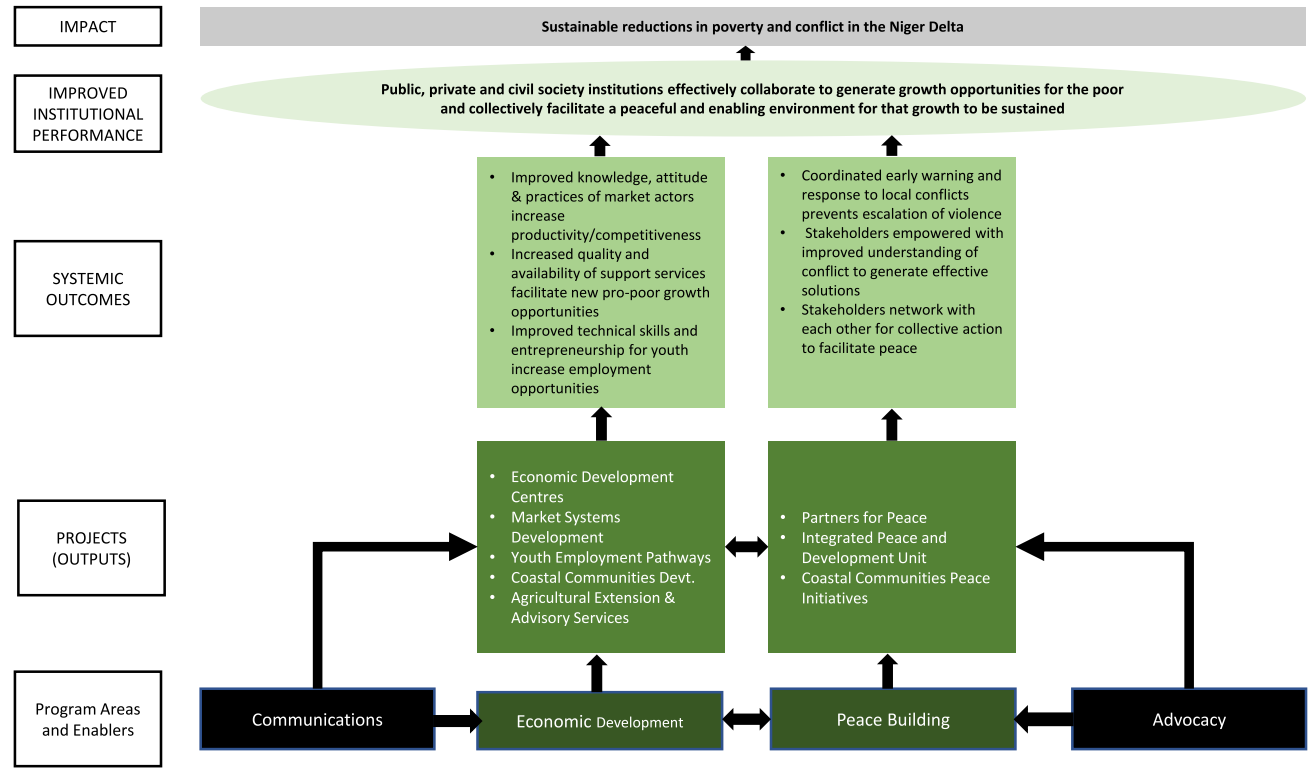 IMPACT
Sustainable reductions in poverty and conflict in the Niger Delta
IMPROVED
INSTITUTIONAL
PERFORMANCE
Public, private and civil society institutions effectively collaborate to generate growth opportunities for the poor
and collectively facilitate a peaceful and enabling environment for that growth to be sustained
SYSTEMIC
OUTCOMES
• Improved knowledge, attitude
& practices of market actors
increase
productivity/competitiveness
• Increased quality and
availability of support services
facilitate new pro-poor growth
opportunities
• Improved technical skills and
entrepreneurship for youth
increase employment
opportunities
• Coordinated early warning and
response to local conflicts
prevents escalation of violence
• Stakeholders empowered with
improved understanding of
conflict to generate effective
solutions
• Stakeholders network with
each other for collective action
to facilitate peace
PROJECTS
(OUTPUTS)
• Economic Development
Centres
• Market Systems
Development
• Youth Employment Pathways
• Coastal Communities Devt.
• Agricultural Extension &
Advisory Services
• Partners for Peace
• Integrated Peace and
Development Unit
• Coastal Communities Peace
Initiatives
Program Areas
and Enablers
Communications
Economic Development
Peace Building
Advocacy